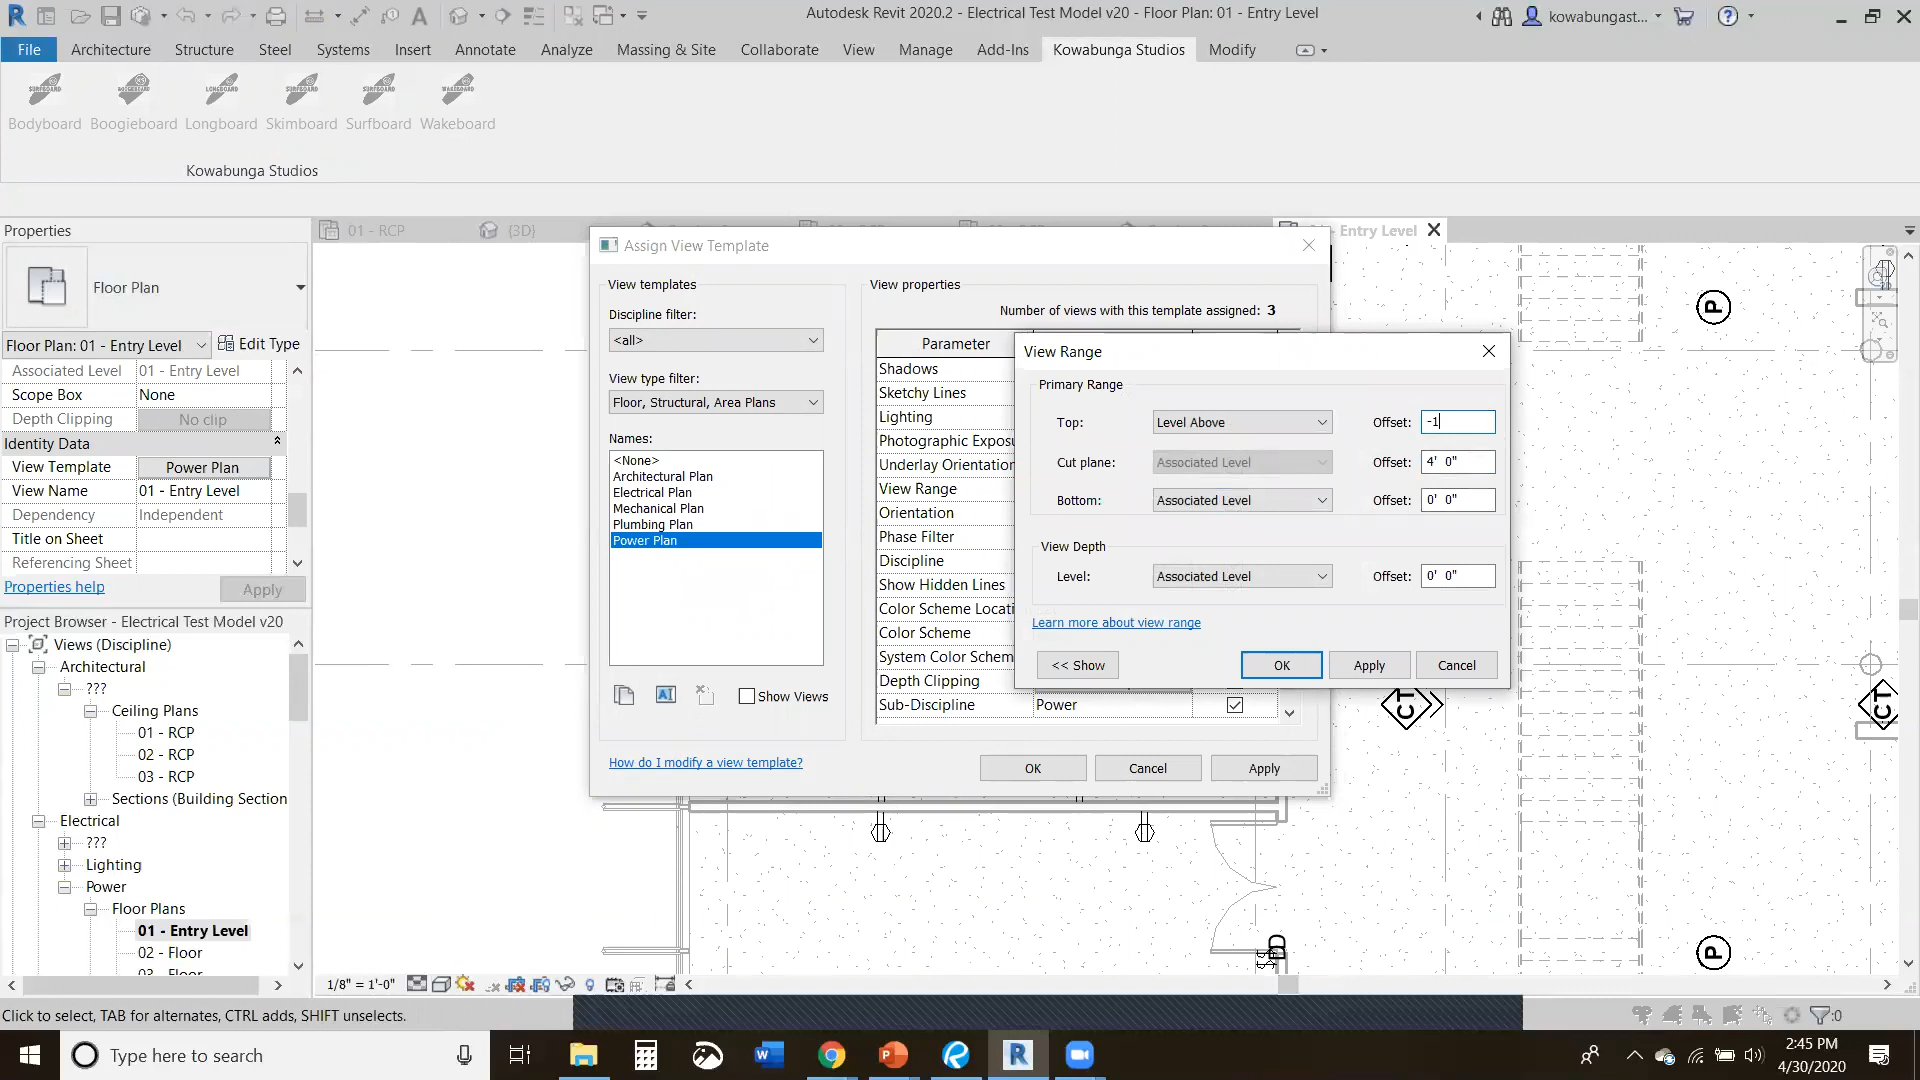 Autodesk Revit 2020.2 - Electrical Test Model v20 - Floor Plan: 01 - Entry Level
kowabungast...
File
Architecture
Structure
Steel
Systems
Insert
Annotate
Analyze
Massing & Site
Collaborate
View
Manage
Add-Ins
Kowabunga Studios
Modify
Bodyboard
Boogieboard
Longboard
Skimboard
Surfboard
Wakeboard
Kowabunga Studios
Properties
Floor Plan
Floor Plan: 01 - Entry Level
Edit Type
Associated Level 01 - Entry Level
Scope Box None
Depth Clipping No clip
Identity Data
View Template Power Plan
View Name 01 - Entry Level
Dependency Independent
Title on Sheet
Referencing Sheet
Properties help
Apply
Project Browser - Electrical Test Model v20
Views (Discipline)
Architectural
???
Ceiling Plans
01 - RCP
02 - RCP
03 - RCP
Sections (Building Section
Electrical
???
Lighting
Power
Floor Plans
01 - Entry Level
02 - Floor
03 - Floor
01 - RCP
{3D}
Entry Level
Assign View Template
View templates
Discipline filter:
<all>
View type filter:
Floor, Structural, Area Plans
Names:
<None>
Architectural Plan
Electrical Plan
Mechanical Plan
Plumbing Plan
Power Plan
Show Views
How do I modify a view template?
View properties
Number of views with this template assigned: 3
Parameter
Shadows
Sketchy Lines
Lighting
Photographic Exposu
Underlay Orientation
View Range
Orientation
Phase Filter
Discipline
Show Hidden Lines
Color Scheme Locati
Color Scheme
System Color Schem
Depth Clipping
Sub-Discipline Power
OK
Cancel
Apply
View Range
Primary Range
Top: Level Above Offset: -1
Cut plane: Associated Level Offset: 4' 0"
Bottom: Associated Level Offset: 0' 0"
View Depth
Level: Associated Level Offset: 0' 0"
Learn more about view range
<< Show
OK
Apply
Cancel
P
CT
CT
P
1/8" = 1'-0"
Click to select, TAB for alternates, CTRL adds, SHIFT unselects.
:0
Type here to search
2:45 PM
4/30/2020